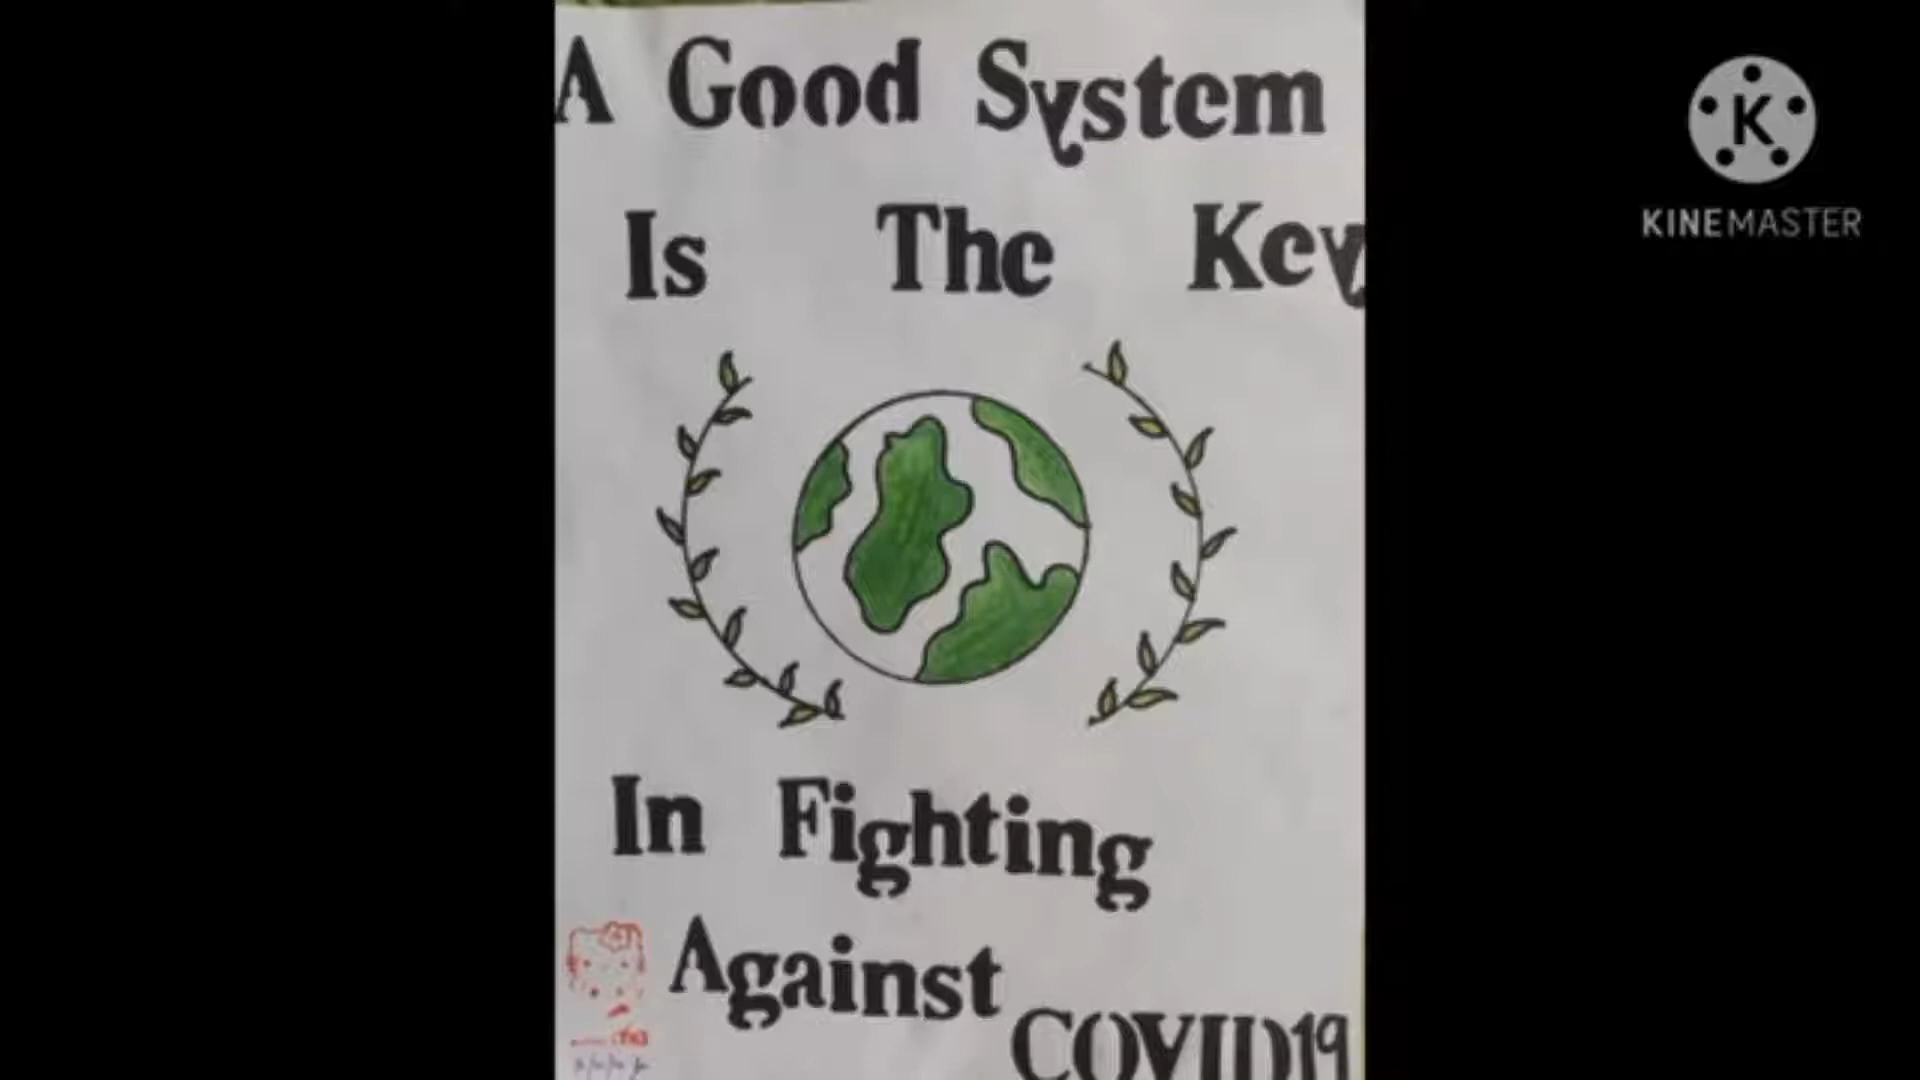 A Good System
Is The Key
In Fighting
Against
COVID19
KINEMASTER